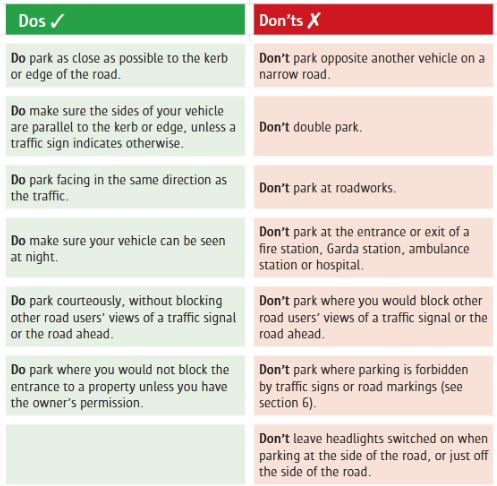 Dos ✓
Don'ts ✗
Do park as close as possible to the kerb
or edge of the road.
Don't park opposite another vehicle on a
narrow road.
Do make sure the sides of your vehicle
are parallel to the kerb or edge, unless a
traffic sign indicates otherwise.
Don't double park.
Do park facing in the same direction as
the traffic.
Don't park at roadworks.
Do make sure your vehicle can be seen
at night.
Don't park at the entrance or exit of a
fire station, Garda station, ambulance
station or hospital.
Do park courteously, without blocking
other road users' views of a traffic signal
or the road ahead.
Don't park where you would block other
road users' views of a traffic signal or the
road ahead.
Do park where you would not block the
entrance to a property unless you have
the owner's permission.
Don't park where parking is forbidden
by traffic signs or road markings (see
section 6).
Don't leave headlights switched on when
parking at the side of the road, or just off
the side of the road.